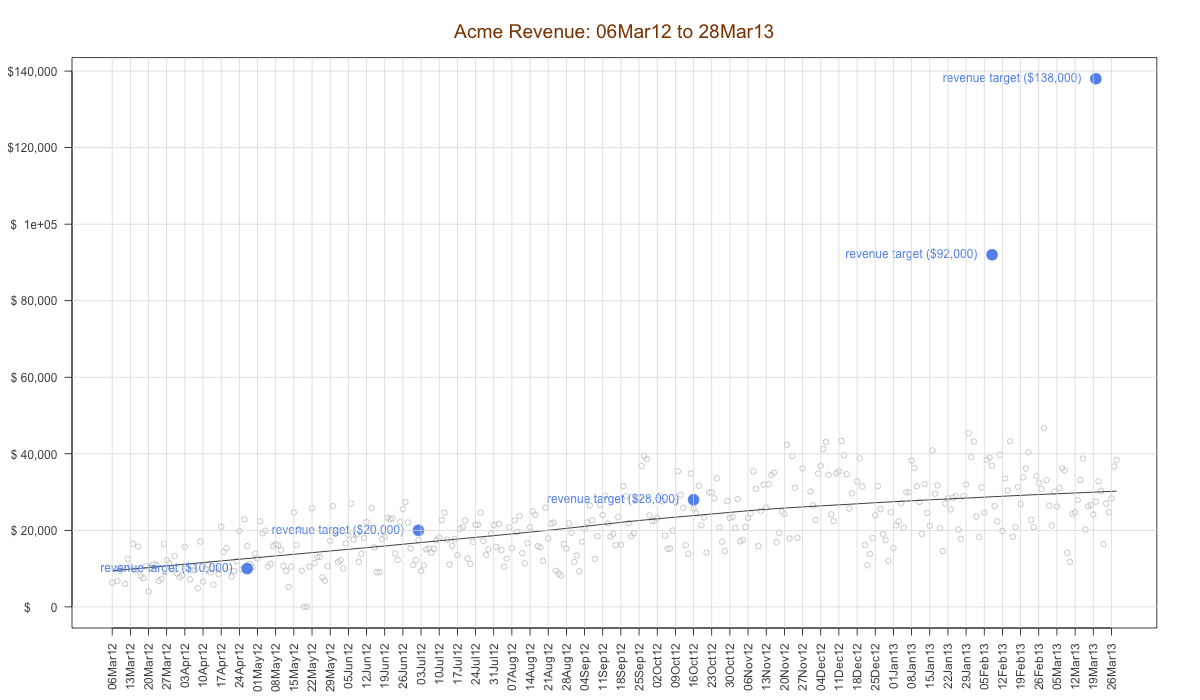 Acme Revenue: 06Mar12 to 28Mar13
$140,000
revenue target ($138,000)
$120,000
$ 1e+05
revenue target ($92,000)
$ 80,000
$ 60,000
$ 40,000
revenue target ($28,000)
$ 20,000
revenue target ($20,000)
$ 10,000
revenue target ($10,000)
$ 0
06Mar12
13Mar12
20Mar12
27Mar12
03Apr12
10Apr12
17Apr12
24Apr12
01May12
08May12
15May12
22May12
29May12
05Jun12
12Jun12
19Jun12
26Jun12
03Jul12
10Jul12
17Jul12
24Jul12
31Jul12
07Aug12
14Aug12
21Aug12
28Aug12
04Sep12
11Sep12
18Sep12
25Sep12
02Oct12
09Oct12
16Oct12
23Oct12
30Oct12
06Nov12
13Nov12
20Nov12
27Nov12
04Dec12
11Dec12
18Dec12
25Dec12
01Jan13
08Jan13
15Jan13
22Jan13
29Jan13
05Feb13
12Feb13
19Feb13
26Feb13
05Mar13
12Mar13
19Mar13
26Mar13